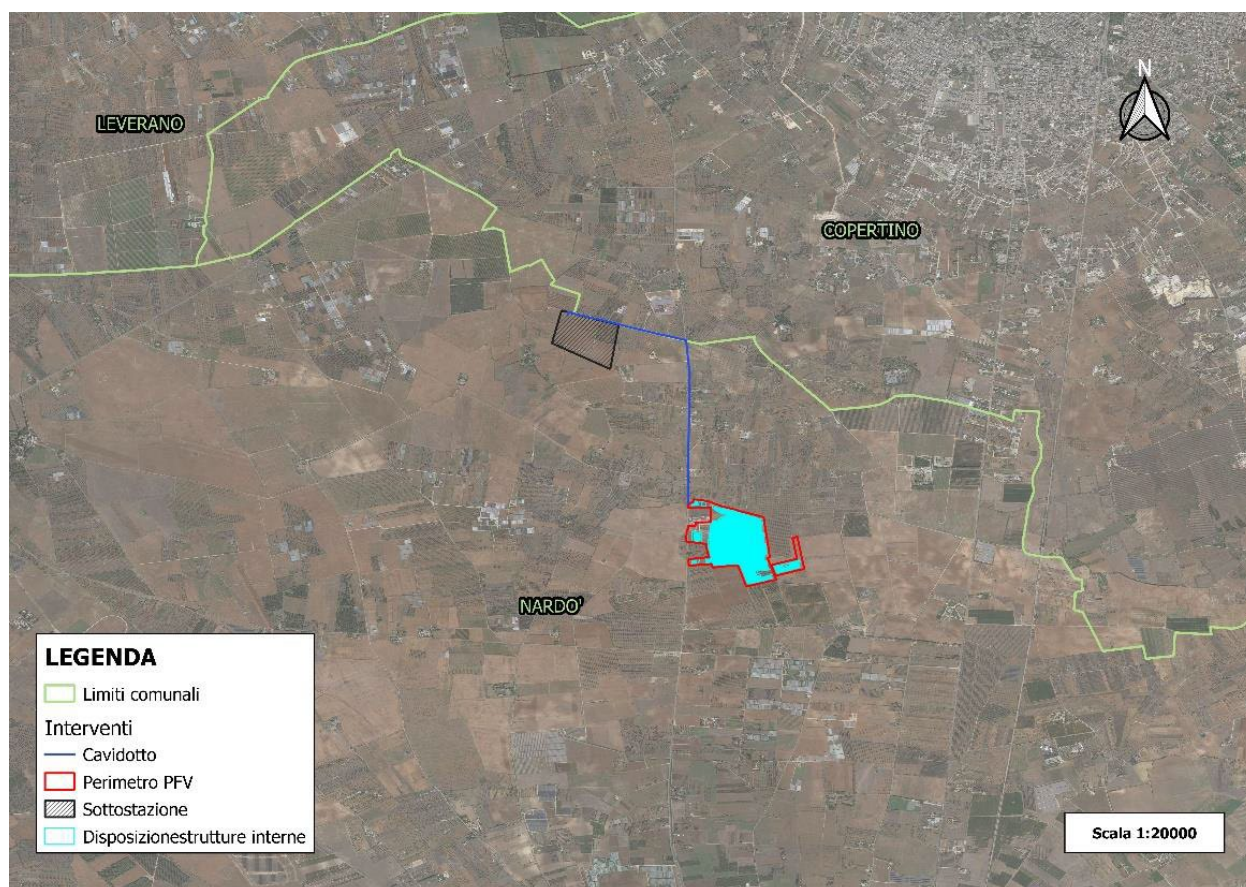 N
LEVERANO
COPERTINO
NARDO'
LEGENDA
Limiti comunali
Interventi
Cavidotto
Perimetro PFV
Sottostazione
Disposizionestrutture interne
Scala 1:20000